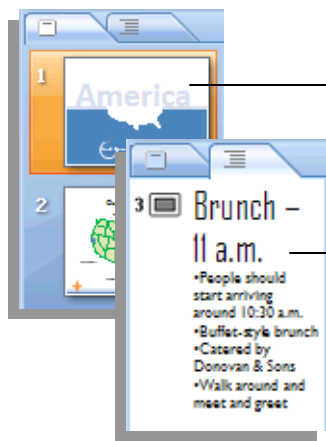 1
America
2
3 Brunch –
11 a.m.
•People should
start arriving
around 10:30 a.m.
•Buffet-style brunch
•Catered by
Donovan & Sons
•Walk around and
meet and greet